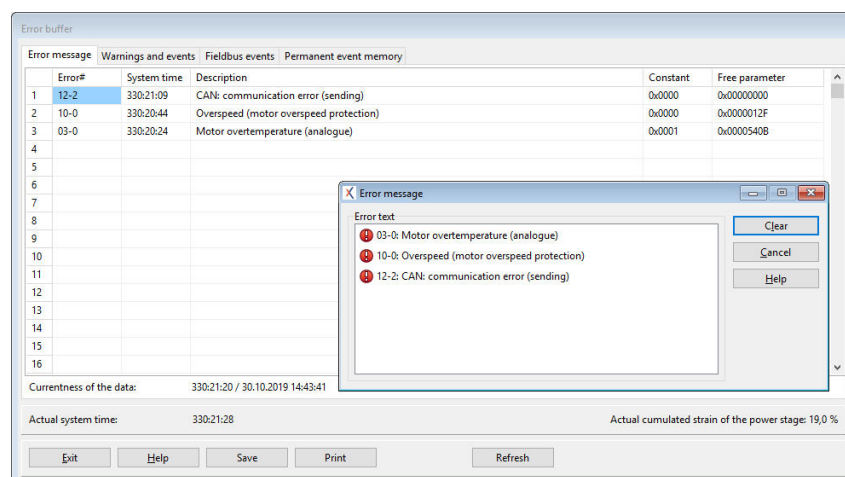 Error buffer
Error message Warnings and events Fieldbus events Permanent event memory
Error# System time Description Constant Free parameter
1 12-2 330:21:09 CAN: communication error (sending) 0x0000 0x00000000
2 10-0 330:20:44 Overspeed (motor overspeed protection) 0x0000 0x0000012F
3 03-0 330:20:24 Motor overtemperature (analogue) 0x0001 0x0000540B
4
5
6
7
8
9
10
11
12
13
14
15
16
Error message
Error text
03-0: Motor overtemperature (analogue)
10-0: Overspeed (motor overspeed protection)
12-2: CAN: communication error (sending)
Clear
Cancel
Help
Currentness of the data: 330:21:20 / 30.10.2019 14:43:41
Actual system time: 330:21:28 Actual cumulated strain of the power stage: 19,0 %
Exit Help Save Print Refresh